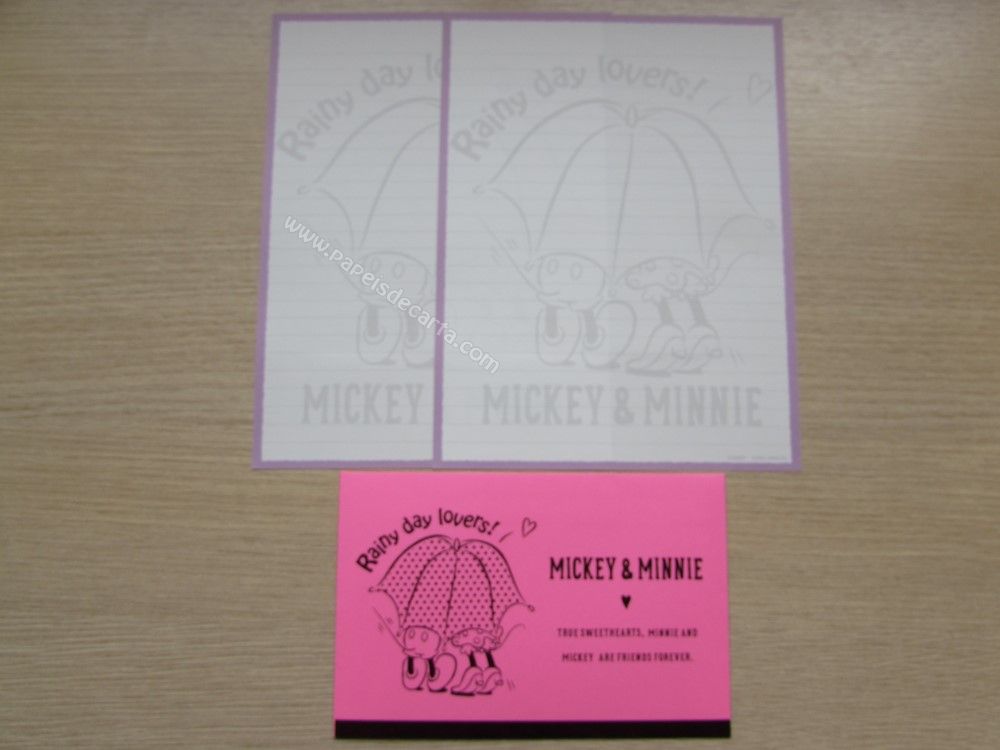 Rainy day lo
Rainy day lovers!
www.papeisdecarta.com
MICKEY
MICKEY & MINNIE
Rainy day lovers!
MICKEY & MINNIE
TRUE SWEETHEARTS, MINNIE AND
MICKEY ARE FRIENDS FOREVER.